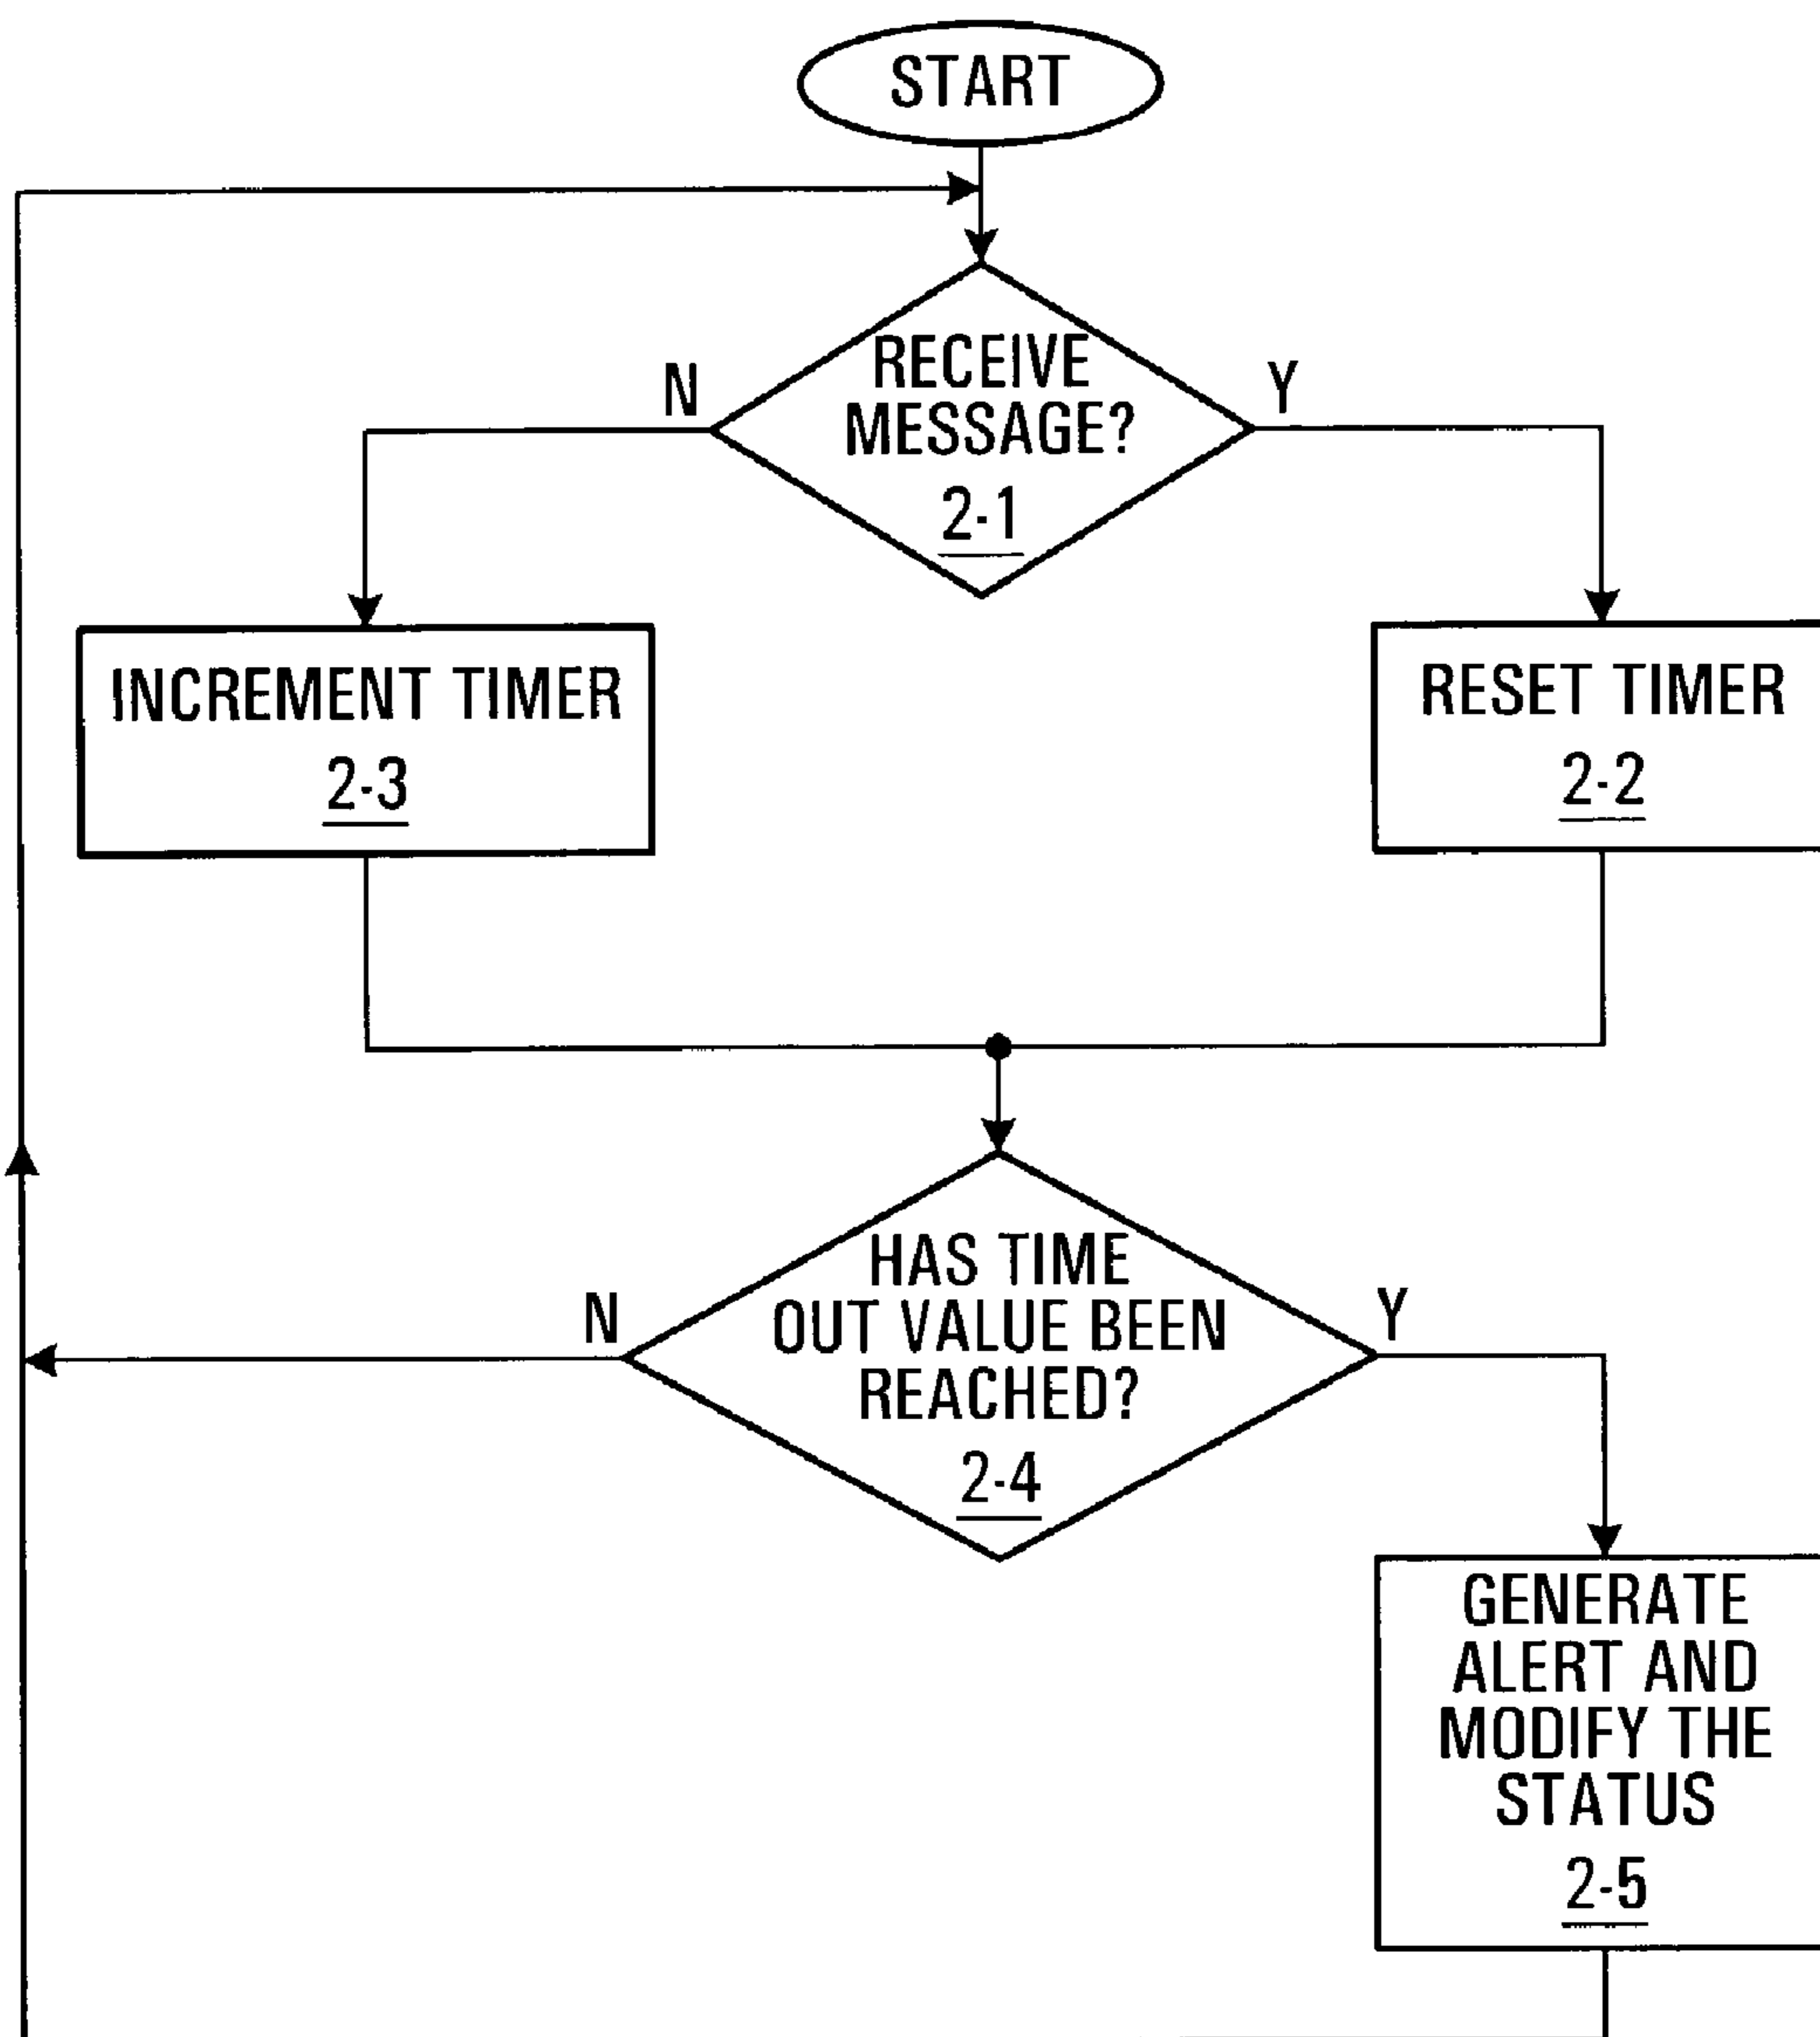 START
RECEIVE
MESSAGE?
2-1
N
Y
INCREMENT TIMER
2-3
RESET TIMER
2-2
HAS TIME
OUT VALUE BEEN
REACHED?
2-4
N
Y
GENERATE
ALERT AND
MODIFY THE
STATUS
2-5